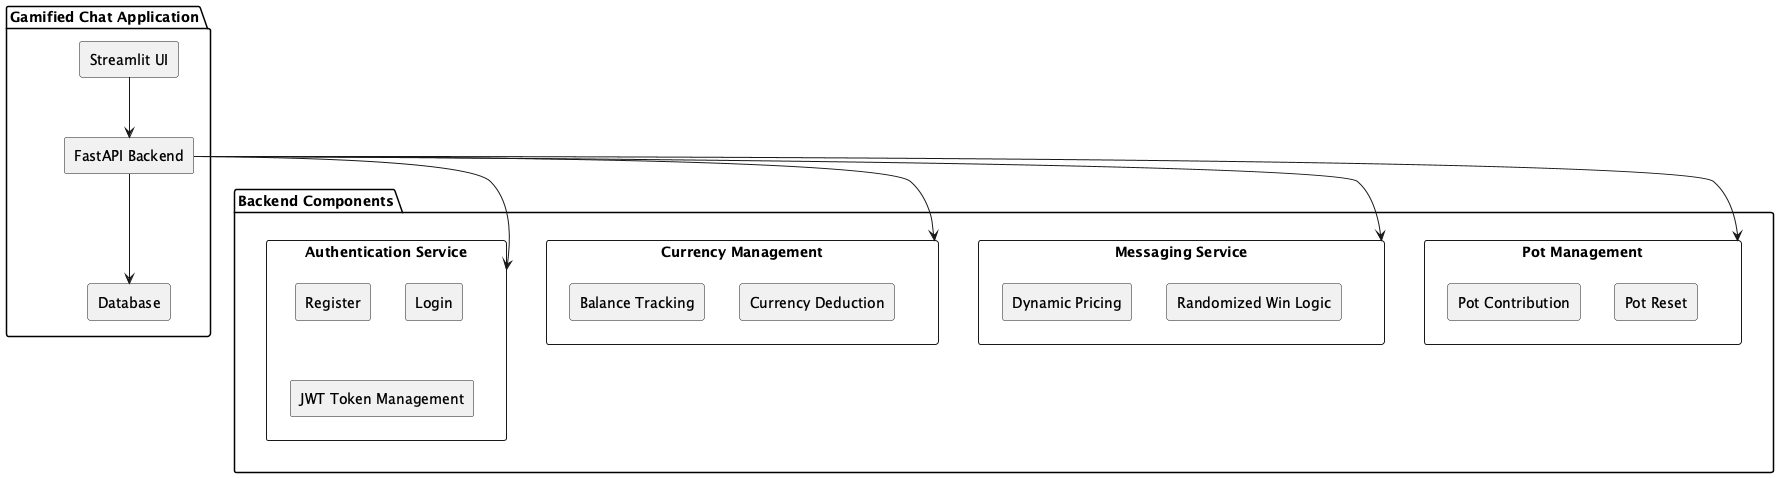 Gamified Chat Application
Streamlit UI
FastAPI Backend
Database
Backend Components
Authentication Service
Register
Login
JWT Token Management
Currency Management
Balance Tracking
Currency Deduction
Messaging Service
Dynamic Pricing
Randomized Win Logic
Pot Management
Pot Contribution
Pot Reset